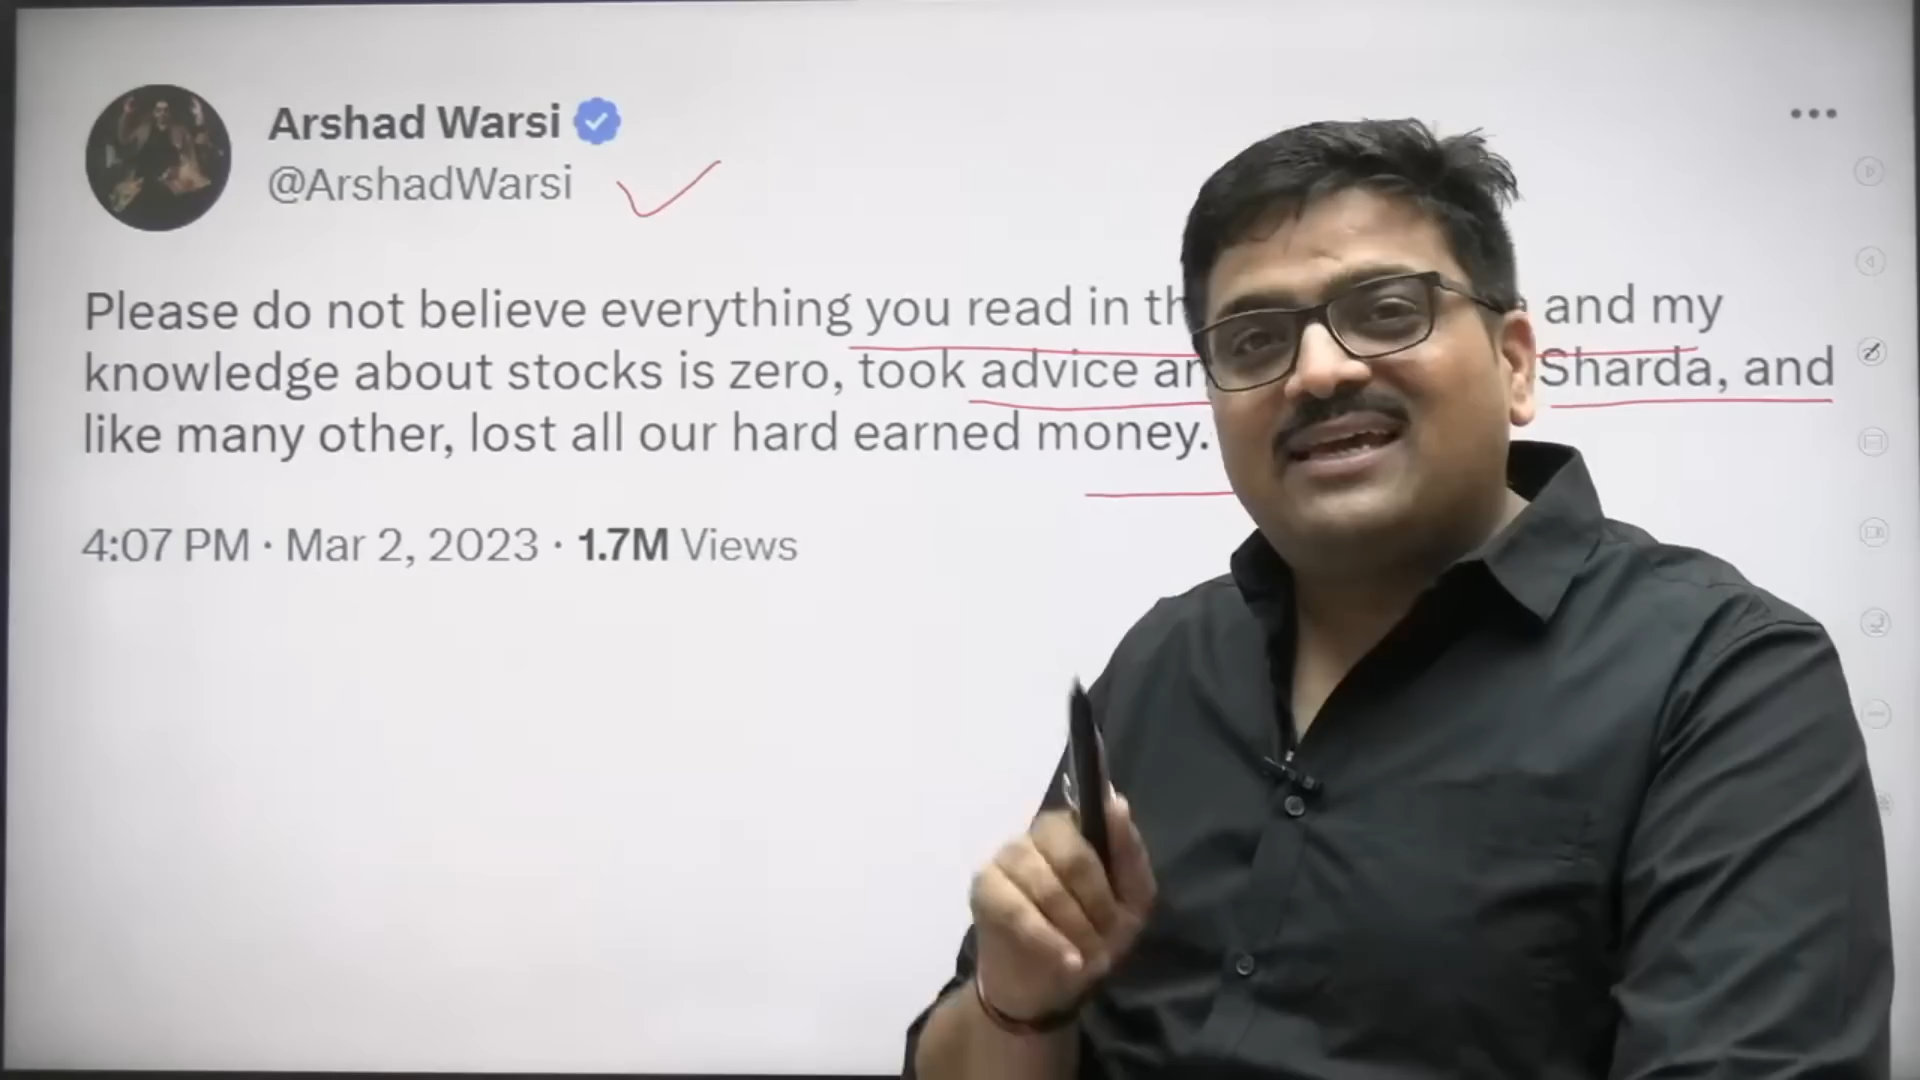 Arshad Warsi
@ArshadWarsi
Please do not believe everything you read in and my
knowledge about stocks is zero, took advice Sharda, and
like many other, lost all our hard earned money.
4:07 PM · Mar 2, 2023 · 1.7M Views